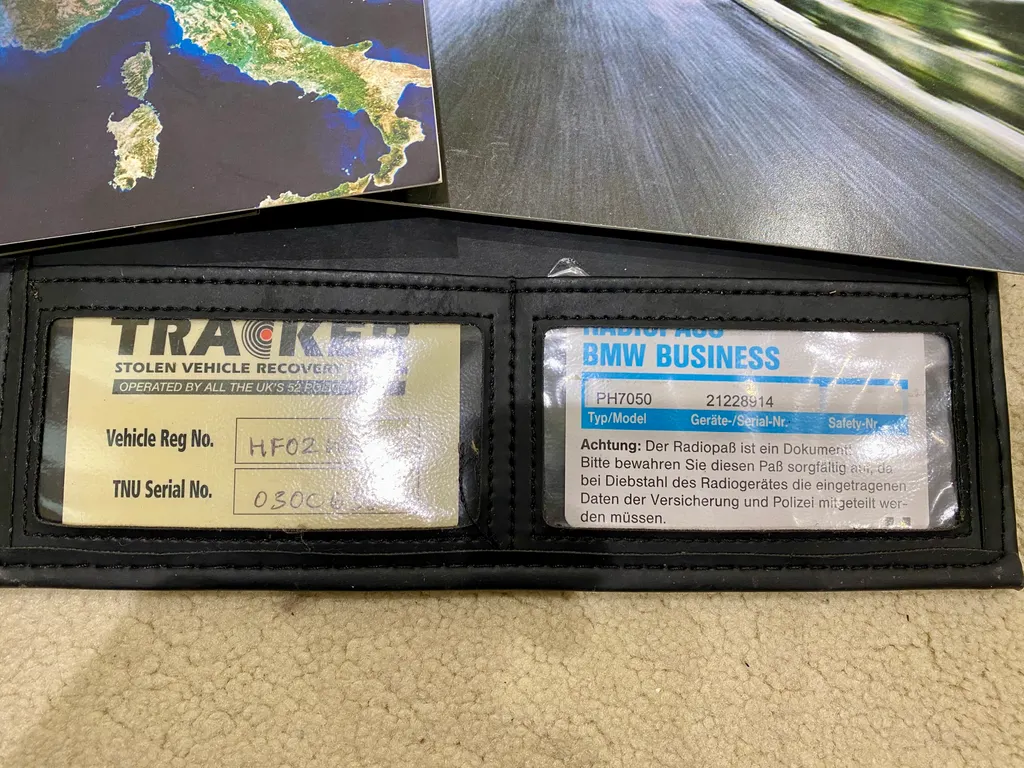 TRACKER
STOLEN VEHICLE RECOVERY
OPERATED BY ALL THE UK'S 52
Vehicle Reg No. HF02
TNU Serial No. 030C
RADIOPASS
BMW BUSINESS
PH7050 21228914
Typ/Model Geräte-/Serial-Nr. Safety-Nr.
Achtung: Der Radiopaß ist ein Dokument:
Bitte bewahren Sie diesen Paß sorgfältig auf, da
bei Diebstahl des Radiogerätes die eingetragenen
Daten der Versicherung und Polizei mitgeteilt wer-
den müssen.